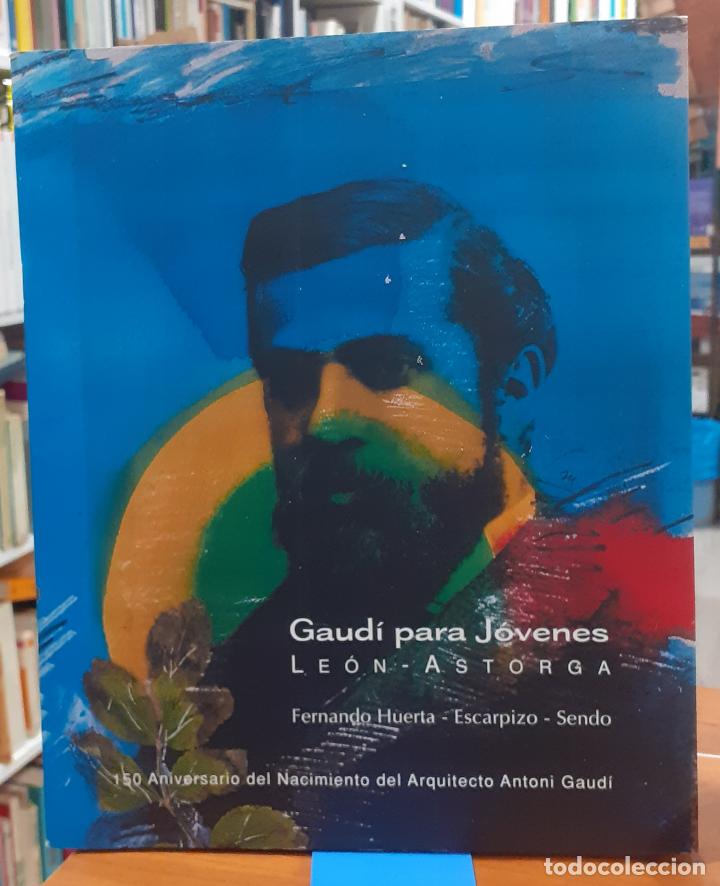 Gaudí para Jóvenes
LEÓN - ASTORGA
Fernando Huerta - Escarpizo - Sendo
150 Aniversario del Nacimiento del Arquitecto Antoni Gaudí
todocoleccion